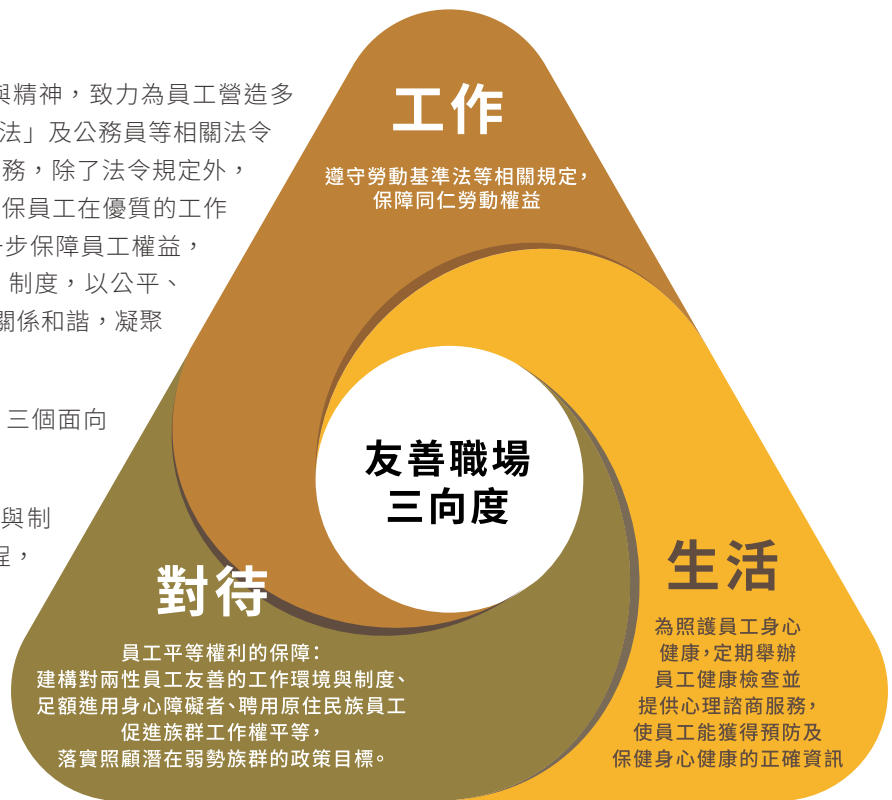 與精神，致力為員工營造多
法」及公務員等相關法令
務，除了法令規定外，
保員工在優質的工作
步保障員工權益，
制度，以公平、
關係和諧，凝聚
三個面向
與制
程，
工作
遵守勞動基準法等相關規定，
保障同仁勞動權益
友善職場
三向度
對待
員工平等權利的保障：
建構對兩性員工友善的工作環境與制度、
足額進用身心障礙者、聘用原住民族員工
促進族群工作權平等，
落實照顧潛在弱勢族群的政策目標。
生活
為照護員工身心
健康，定期舉辦
員工健康檢查並
提供心理諮商服務，
使員工能獲得預防及
保健身心健康的正確資訊